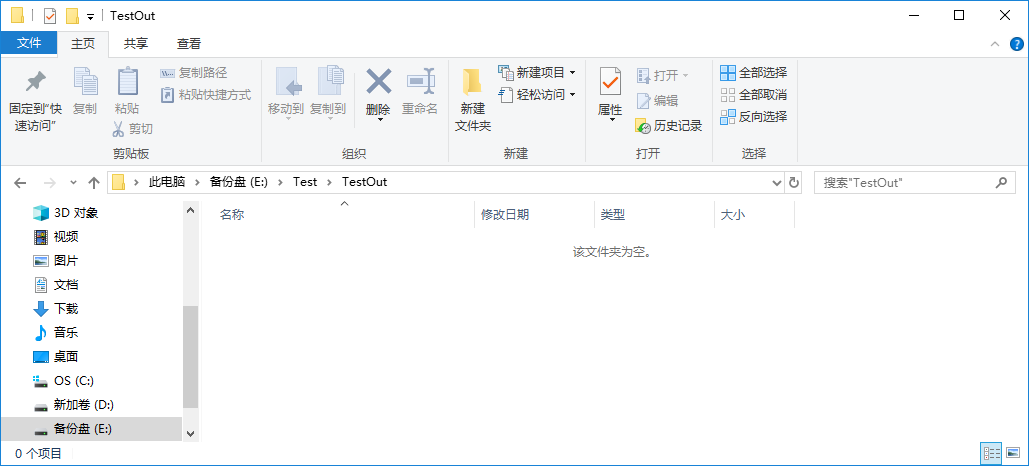 TestOut
文件 主页 共享 查看
固定到"快速访问"
复制
粘贴
复制路径
粘贴快捷方式
剪切
剪贴板
移动到
复制到
删除
重命名
组织
新建
文件夹
新建项目
轻松访问
新建
属性
打开
编辑
历史记录
打开
全部选择
全部取消
反向选择
选择
此电脑 备份盘 (E:) Test TestOut
搜索"TestOut"
名称 修改日期 类型 大小
该文件夹为空。
3D 对象
视频
图片
文档
下载
音乐
桌面
OS (C:)
新加卷 (D:)
备份盘 (E:)
0 个项目